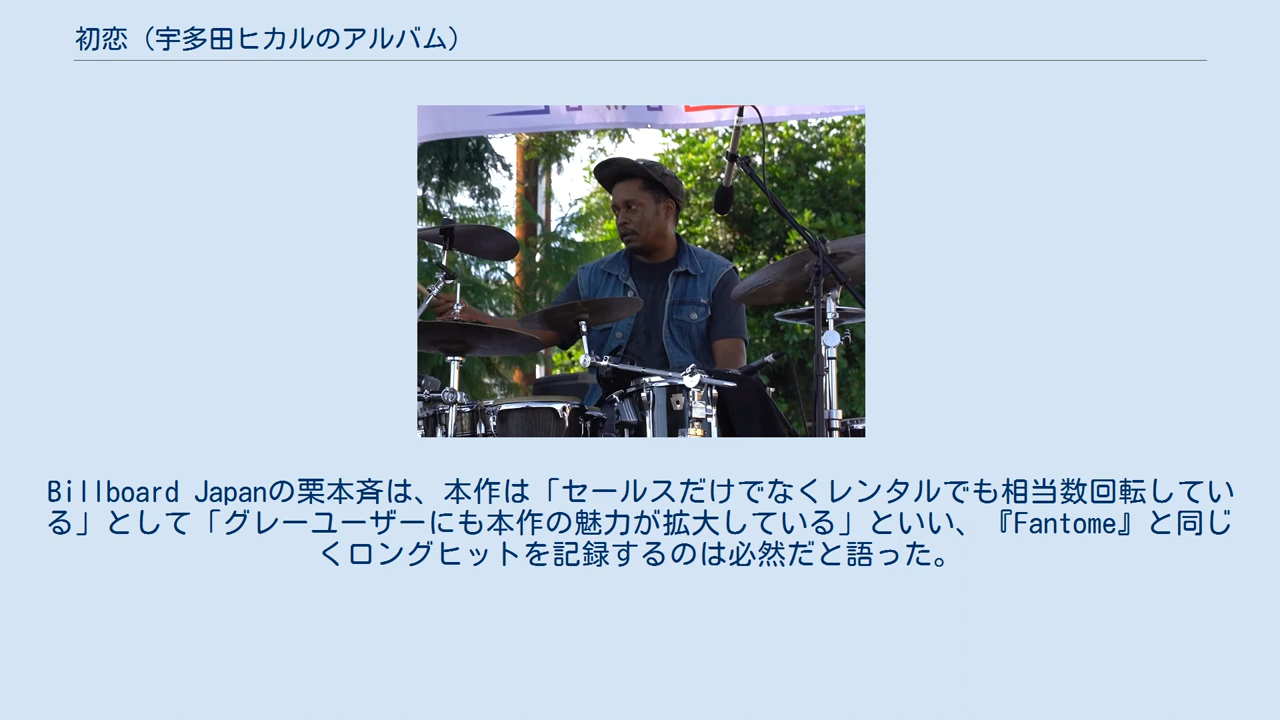 初恋（宇多田ヒカルのアルバム）
Billboard Japanの栗本斉は、本作は「セールスだけでなくレンタルでも相当数回転してい
る」として「グレーユーザーにも本作の魅力が拡大している」といい、『Fantome』と同じ
くロングヒットを記録するのは必然だと語った。